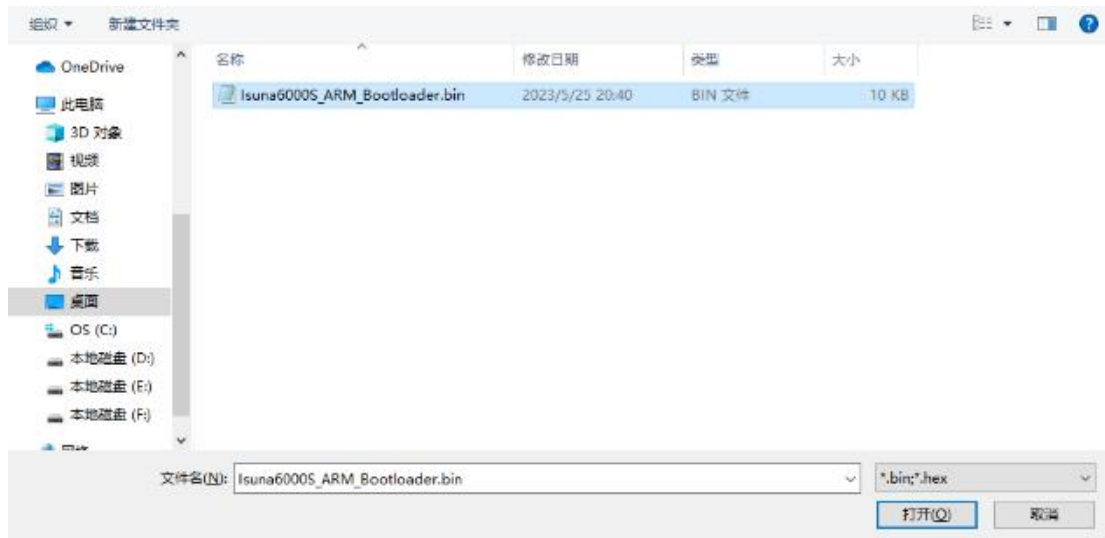 组织 新建文件夹
OneDrive
此电脑
3D 对象
视频
图片
文档
下载
音乐
桌面
OS (C:)
本地磁盘 (D:)
本地磁盘 (E:)
本地磁盘 (F:)
名称 修改日期 类型 大小
Isuna6000S_ARM_Bootloader.bin 2023/5/25 20:40 BIN 文件 10 KB
文件名(N): Isuna6000S_ARM_Bootloader.bin *.bin;*.hex
打开(O) 取消